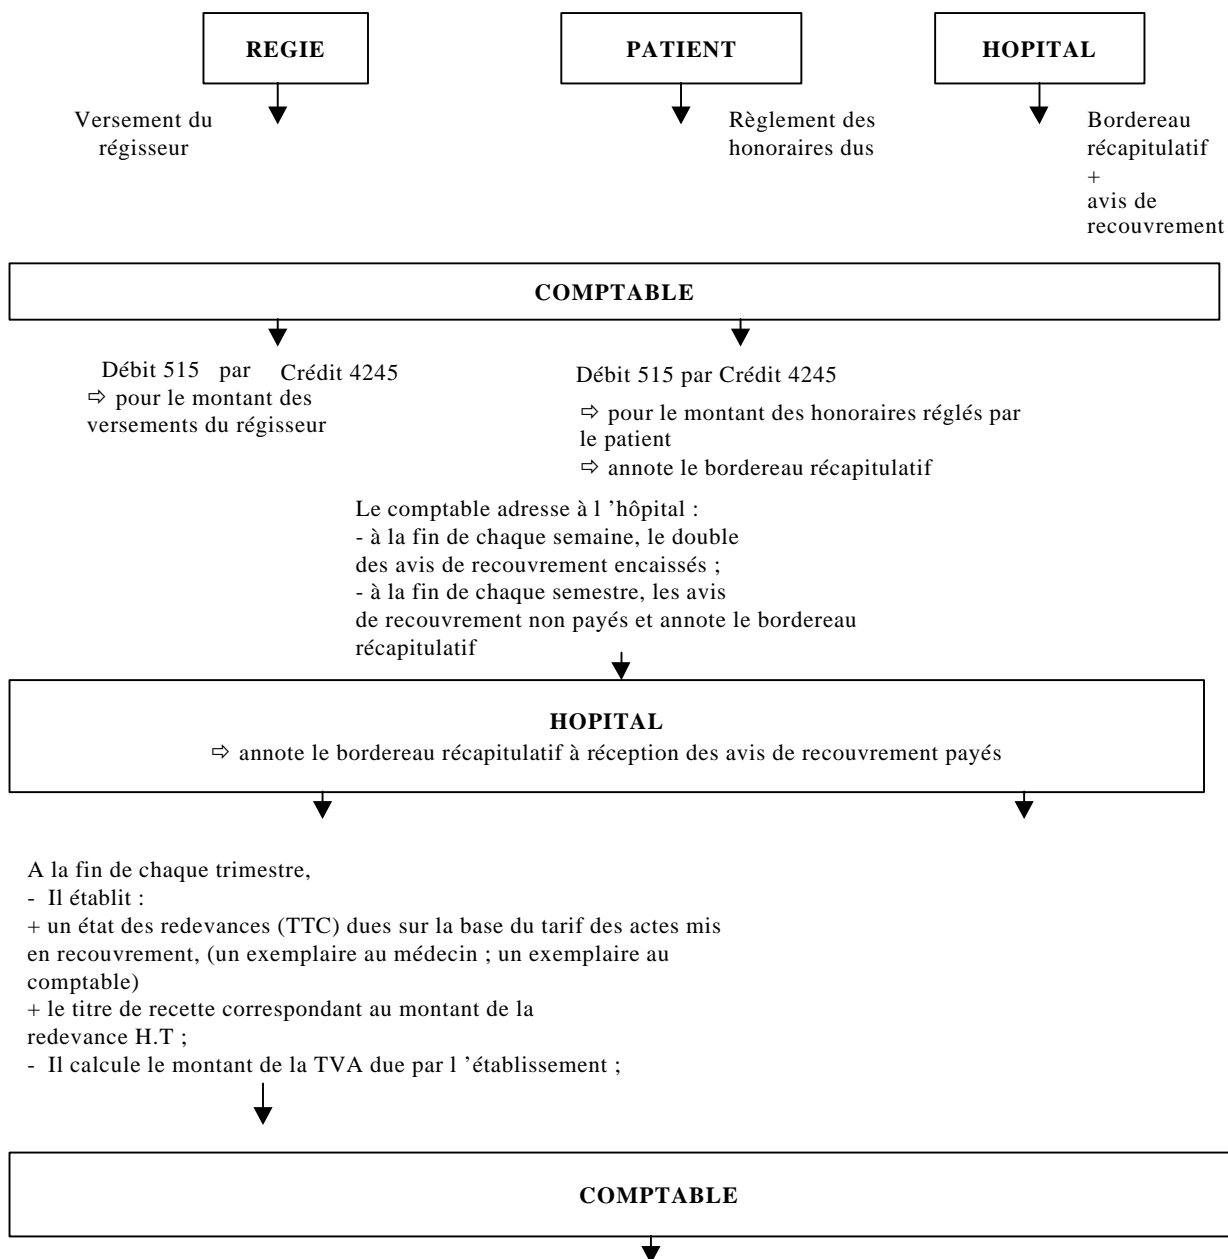 REGIE
PATIENT
HOPITAL
Versement du
régisseur
Règlement des
honoraires dus
Bordereau
récapitulatif
+
avis de
recouvrement
COMPTABLE
Débit 515 par Crédit 4245
⇨ pour le montant des
versements du régisseur
Débit 515 par Crédit 4245
⇨ pour le montant des honoraires réglés par
le patient
⇨ annote le bordereau récapitulatif
Le comptable adresse à l ’hôpital :
- à la fin de chaque semaine, le double
des avis de recouvrement encaissés ;
- à la fin de chaque semestre, les avis
de recouvrement non payés et annote le bordereau
récapitulatif
HOPITAL
⇨ annote le bordereau récapitulatif à réception des avis de recouvrement payés
A la fin de chaque trimestre,
- Il établit :
+ un état des redevances (TTC) dues sur la base du tarif des actes mis
en recouvrement, (un exemplaire au médecin ; un exemplaire au
comptable)
+ le titre de recette correspondant au montant de la
redevance H.T ;
- Il calcule le montant de la TVA due par l ’établissement ;
COMPTABLE